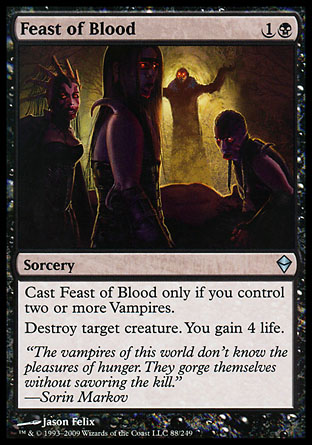 Feast of Blood 1
Sorcery
Cast Feast of Blood only if you control
two or more Vampires.
Destroy target creature. You gain 4 life.
"The vampires of this world don't know the
pleasures of hunger. They gorge themselves
without savoring the kill."
—Sorin Markov
Jason Felix
™ & © 1993–2009 Wizards of the Coast LLC 88/249